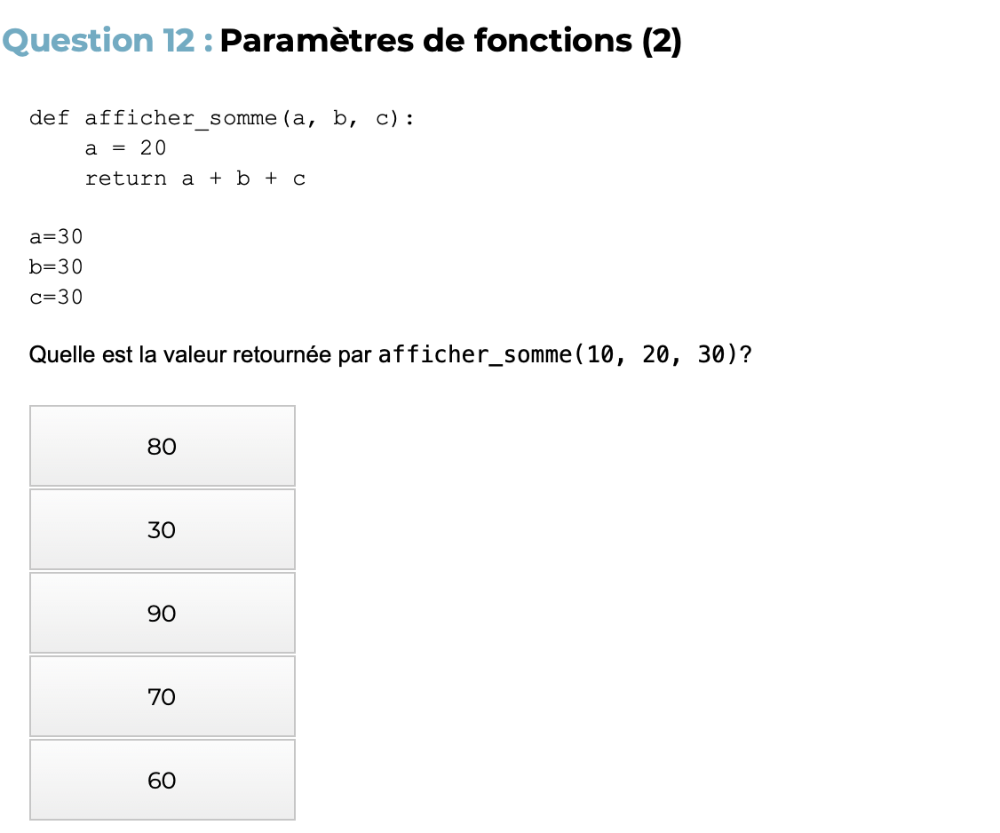 Question 12 : Paramètres de fonctions (2)
def afficher_somme(a, b, c):
    a = 20
    return a + b + c
a=30
b=30
c=30
Quelle est la valeur retournée par afficher_somme(10, 20, 30)?
80
30
90
70
60